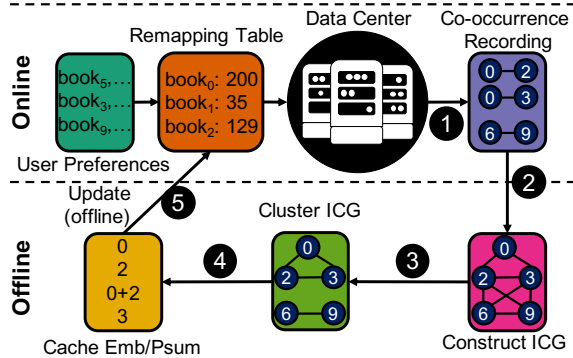 Online
Remapping Table
Data Center
Co-occurrence
Recording
book5,...
book3,...
book9,...
User Preferences
book0: 200
book1: 35
book2: 129
0 2
0 3
6 9
1
2
Offline
Update
(offline)
5
0
2
0+2
3
Cache Emb/Psum
4
Cluster ICG
0
2 3
6 9
3
0
2 3
6 9
Construct ICG